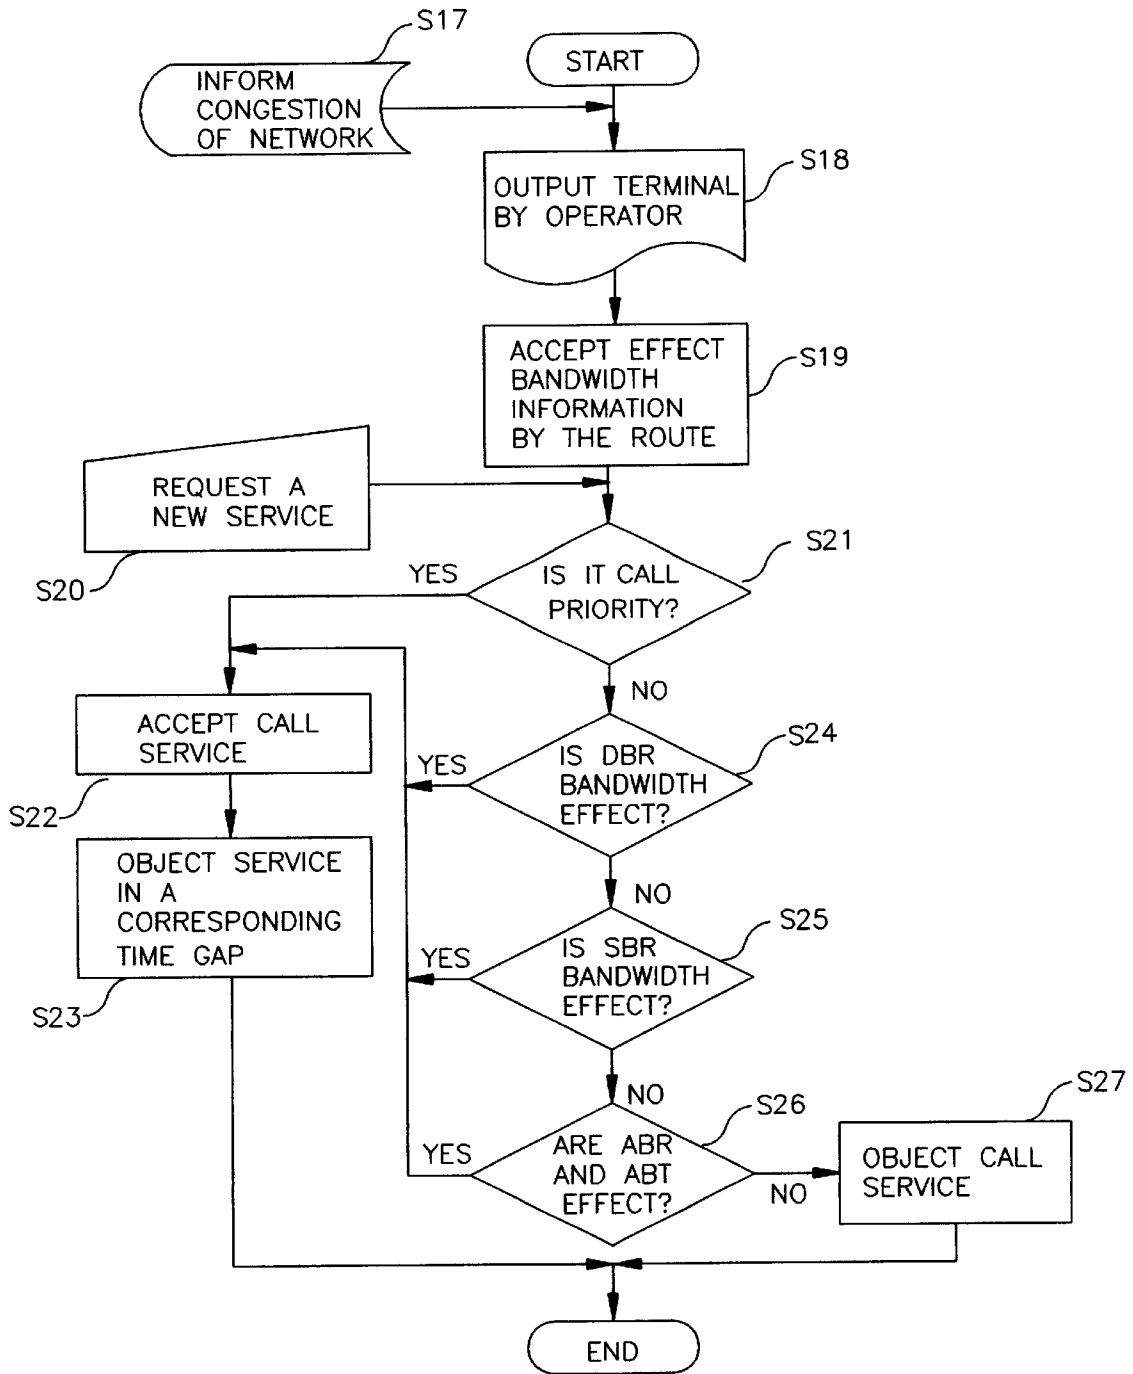 S17
START
INFORM
CONGESTION
OF NETWORK
S18
OUTPUT TERMINAL
BY OPERATOR
S19
ACCEPT EFFECT
BANDWIDTH
INFORMATION
BY THE ROUTE
REQUEST A
NEW SERVICE
S20
S21
YES
IS IT CALL
PRIORITY?
NO
ACCEPT CALL
SERVICE
S22
S24
YES
IS DBR
BANDWIDTH
EFFECT?
NO
OBJECT SERVICE
IN A
CORRESPONDING
TIME GAP
S23
S25
YES
IS SBR
BANDWIDTH
EFFECT?
NO
S26
YES
ARE ABR
AND ABT
EFFECT?
NO
S27
OBJECT CALL
SERVICE
END